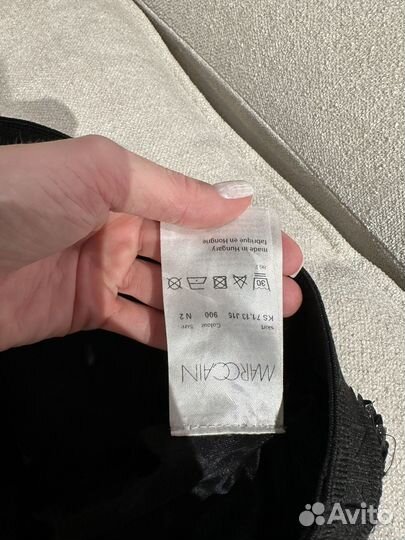 MARCCAIN
skirt Colour Size:
KS 71.13 J15 900 N 2
30
made in Hungary
fabriqué en Hongrie
Avito